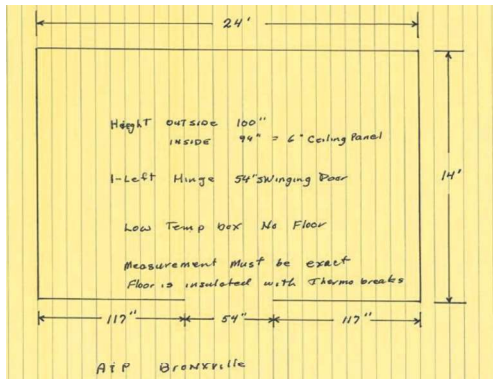 24'
Height OUTSIDE 100"
INSIDE 94" = 6" Ceiling Panel
1-Left Hinge 54" SWinging Door
14'
Low Temp box No Floor
Measurement Must be exact
Floor is insulated with Thermo breaks
117" 54" 117"
A+P Bronxville